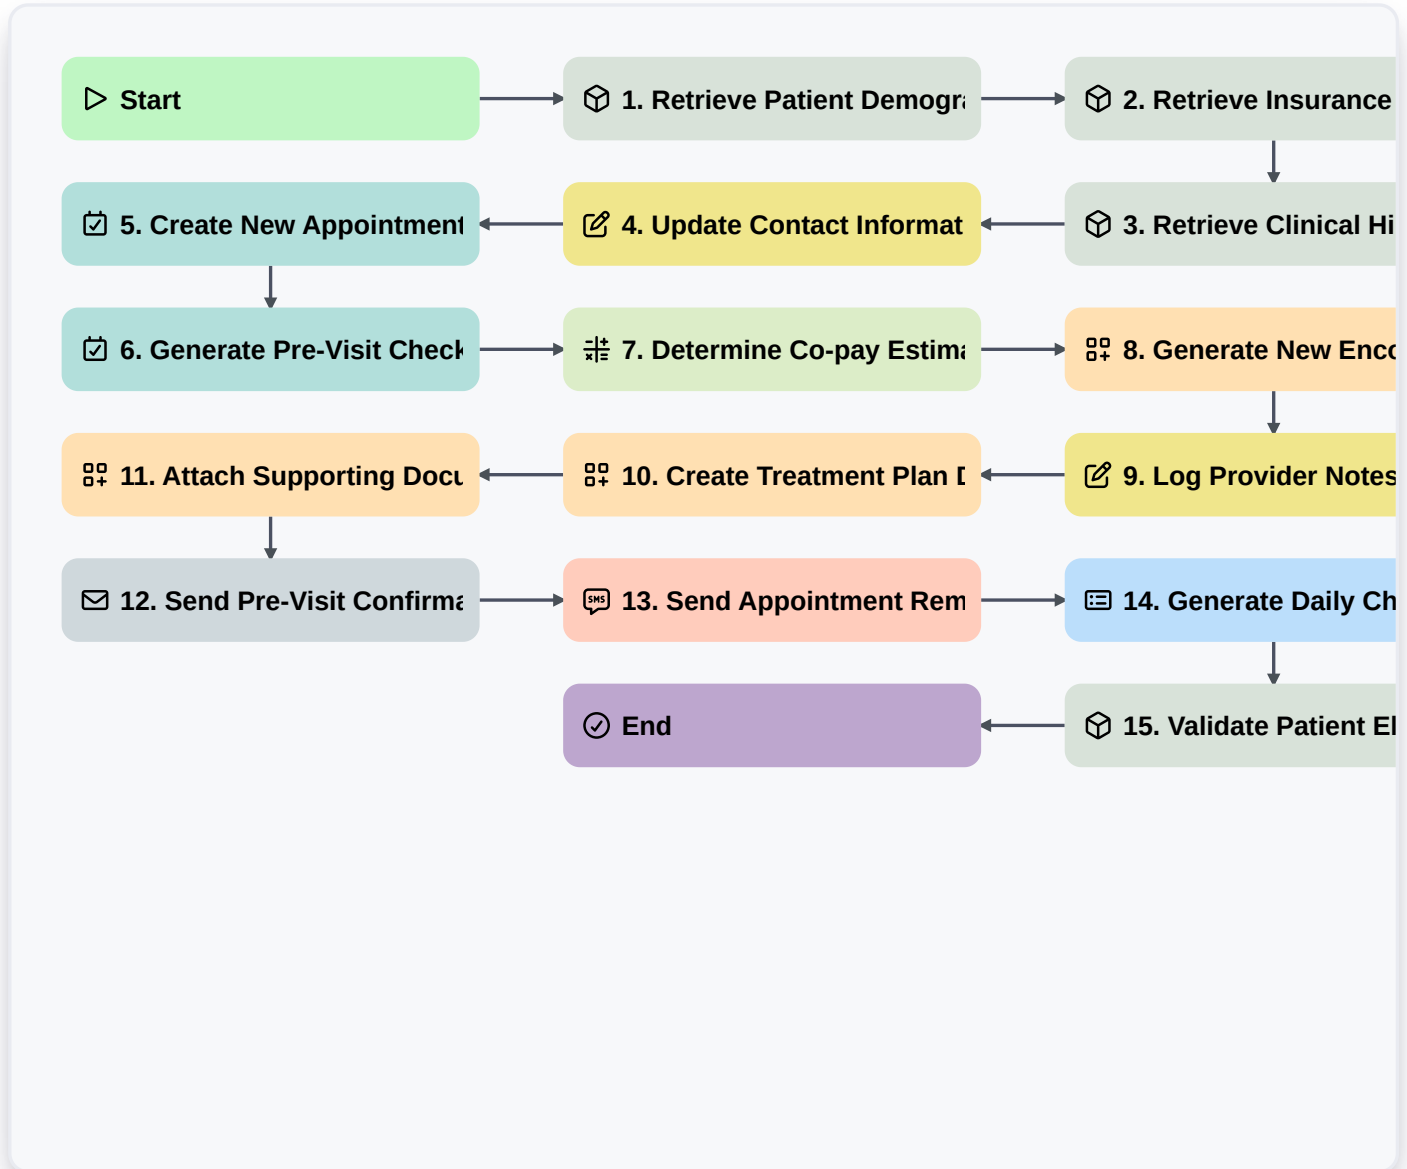 Start
1. Retrieve Patient Demogra
2. Retrieve Insurance
5. Create New Appointment
4. Update Contact Informat
3. Retrieve Clinical Hi
6. Generate Pre-Visit Check
7. Determine Co-pay Estima
8. Generate New Enco
11. Attach Supporting Docu
10. Create Treatment Plan D
9. Log Provider Notes
12. Send Pre-Visit Confirma
SMS
13. Send Appointment Rem
14. Generate Daily Ch
End
15. Validate Patient El